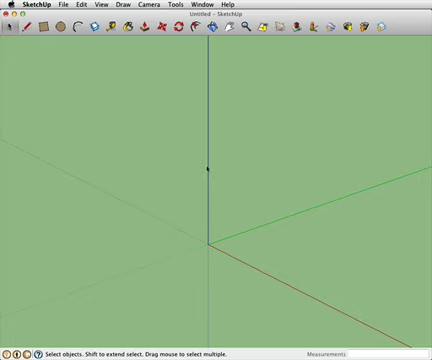 SketchUp File Edit View Draw Camera Tools Window Help
Untitled - SketchUp
Select objects. Shift to extend select. Drag mouse to select multiple. Measurements